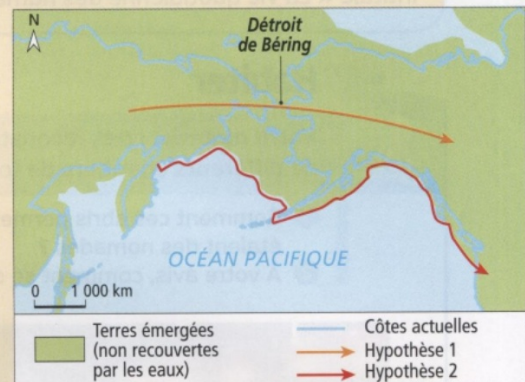 N
Détroit
de Béring
OCÉAN PACIFIQUE
0 1 000 km
Terres émergées
(non recouvertes
par les eaux)
Côtes actuelles
Hypothèse 1
Hypothèse 2